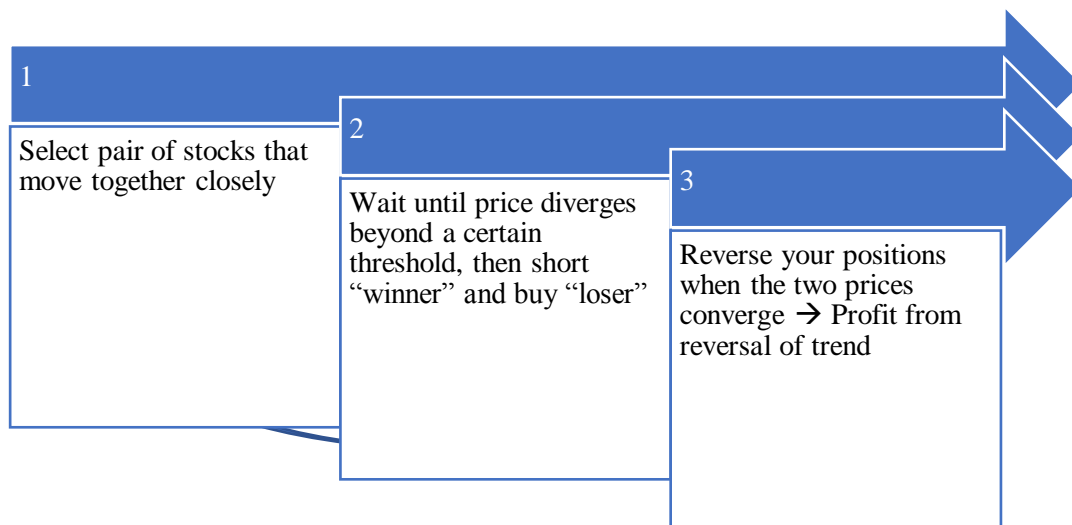 1
Select pair of stocks that
move together closely
2
Wait until price diverges
beyond a certain
threshold, then short
“winner” and buy “loser”
3
Reverse your positions
when the two prices
converge → Profit from
reversal of trend